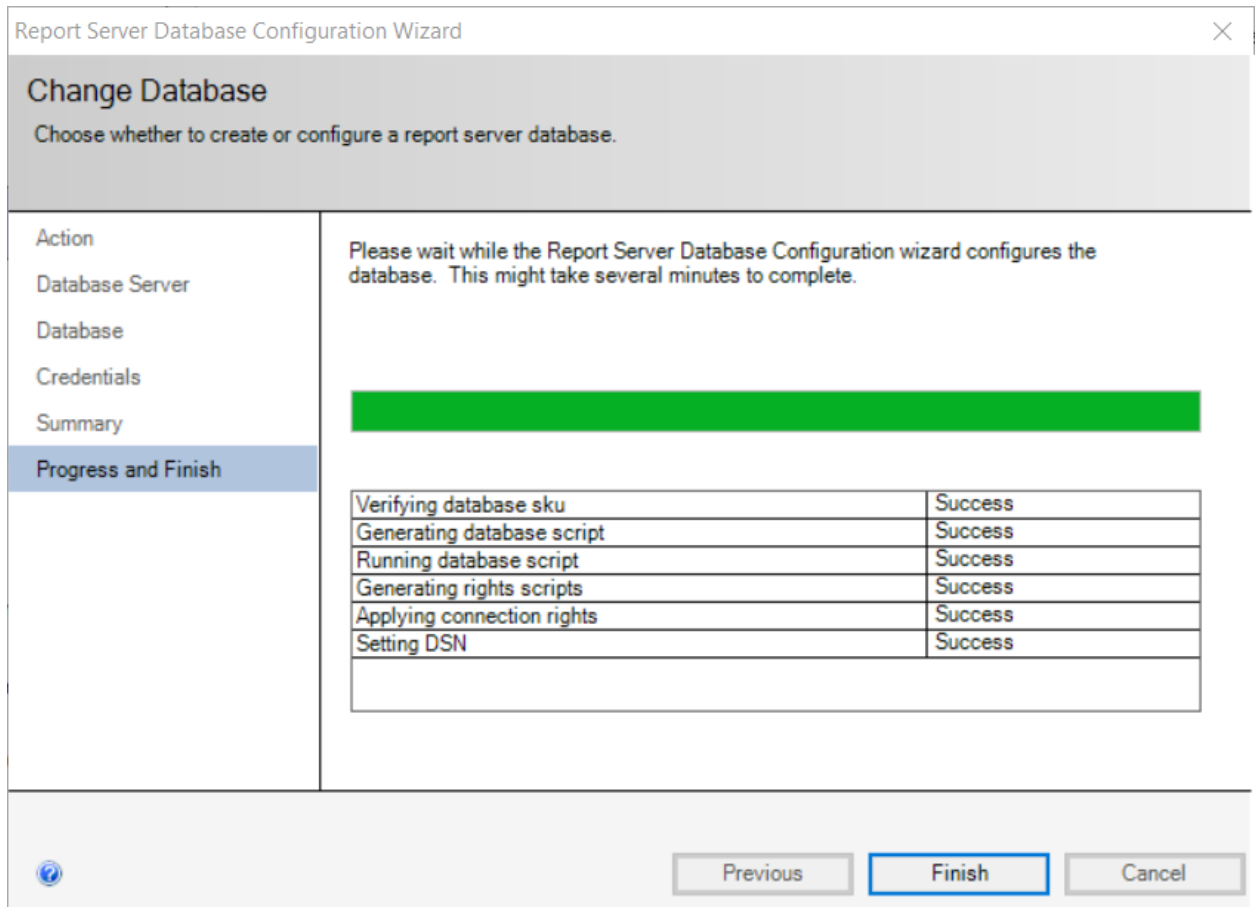 Report Server Database Configuration Wizard
Change Database
Choose whether to create or configure a report server database.
Action
Database Server
Database
Credentials
Summary
Progress and Finish
Please wait while the Report Server Database Configuration wizard configures the
database. This might take several minutes to complete.
Verifying database sku Success
Generating database script Success
Running database script Success
Generating rights scripts Success
Applying connection rights Success
Setting DSN Success
Previous Finish Cancel